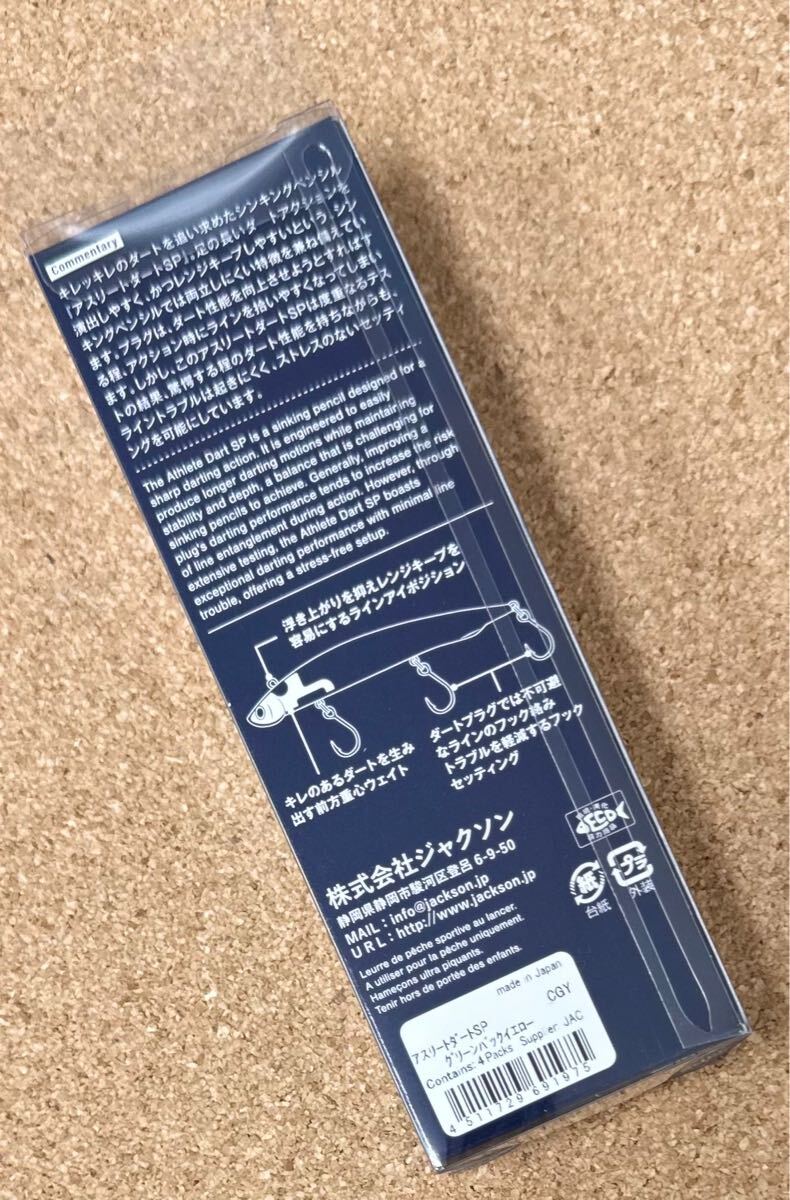 Commentary
キレッキレのダートを追い求めたシンキングペンシル
「アスリートダートSP」。足の長いダートアクションを
演出しやすく、かつレンジキープしやすいという、シン
キングペンシルでは両立しにくい特徴を兼ね備えてい
ます。プラグは、ダート性能を向上させようとすればす
る程、アクション時にラインを拾いやすくなってしまい
ます。しかし、このアスリートダートSPは度重なるテス
トの結果、驚愕する程のダート性能を持ちながらも、
ライントラブルは起きにくく、ストレスのないセッティ
ングを可能にしています。
The Athlete Dart SP is a sinking pencil designed for a
sharp darting action. It is engineered to easily
produce longer darting motions while maintaining
stability and depth, a balance that is challenging for
sinking pencils to achieve. Generally, improving a
plug's darting performance tends to increase the risk
of line entanglement during action. However, through
extensive testing, the Athlete Dart SP boasts
exceptional darting performance with minimal line
trouble, offering a stress-free setup.
浮き上がりを抑えレンジキープを
容易にするラインアイポジション
キレのあるダートを生み
出す前方重心ウェイト
ダートプラグでは不可避
なラインのフック絡み
トラブルを軽減するフック
セッティング
株式会社ジャクソン
静岡県静岡市駿河区登呂 6-9-50
MAIL : info@jackson.jp
URL : http://www.jackson.jp
ECO
紙
台紙
プラ
外装
Leurre de pêche sportive au lancer.
A utiliser pour la pêche uniquement.
Hameçons ultra piquants.
Tenir hors de portée des enfants.
made in Japan
アスリートダートSP
CGY
グリーンバックイエロー
Contains: 4 Packs Supplier JAC
4 511729 691975